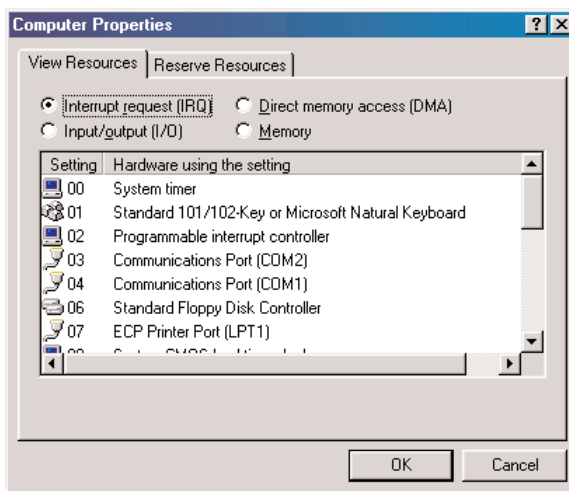 Computer Properties
View Resources
Reserve Resources
Interrupt request (IRQ)
Direct memory access (DMA)
Input/output (I/O)
Memory
Setting Hardware using the setting
00 System timer
01 Standard 101/102-Key or Microsoft Natural Keyboard
02 Programmable interrupt controller
03 Communications Port (COM2)
04 Communications Port (COM1)
06 Standard Floppy Disk Controller
07 ECP Printer Port (LPT1)
OK
Cancel